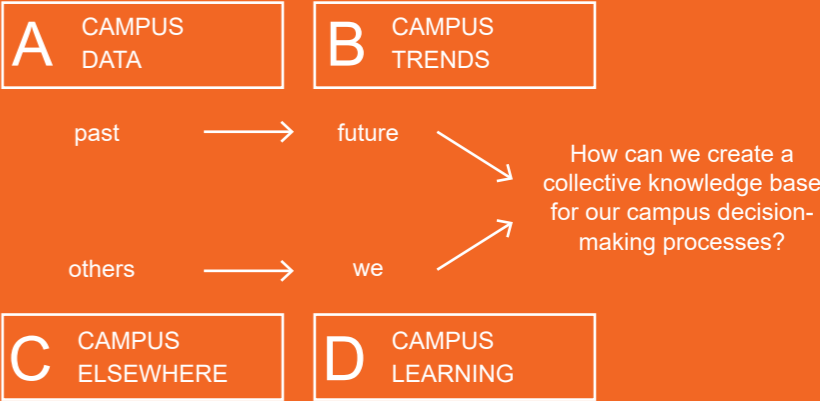 A CAMPUS
DATA
B CAMPUS
TRENDS
past
future
How can we create a
collective knowledge base
for our campus decision-
making processes?
others
we
C CAMPUS
ELSEWHERE
D CAMPUS
LEARNING